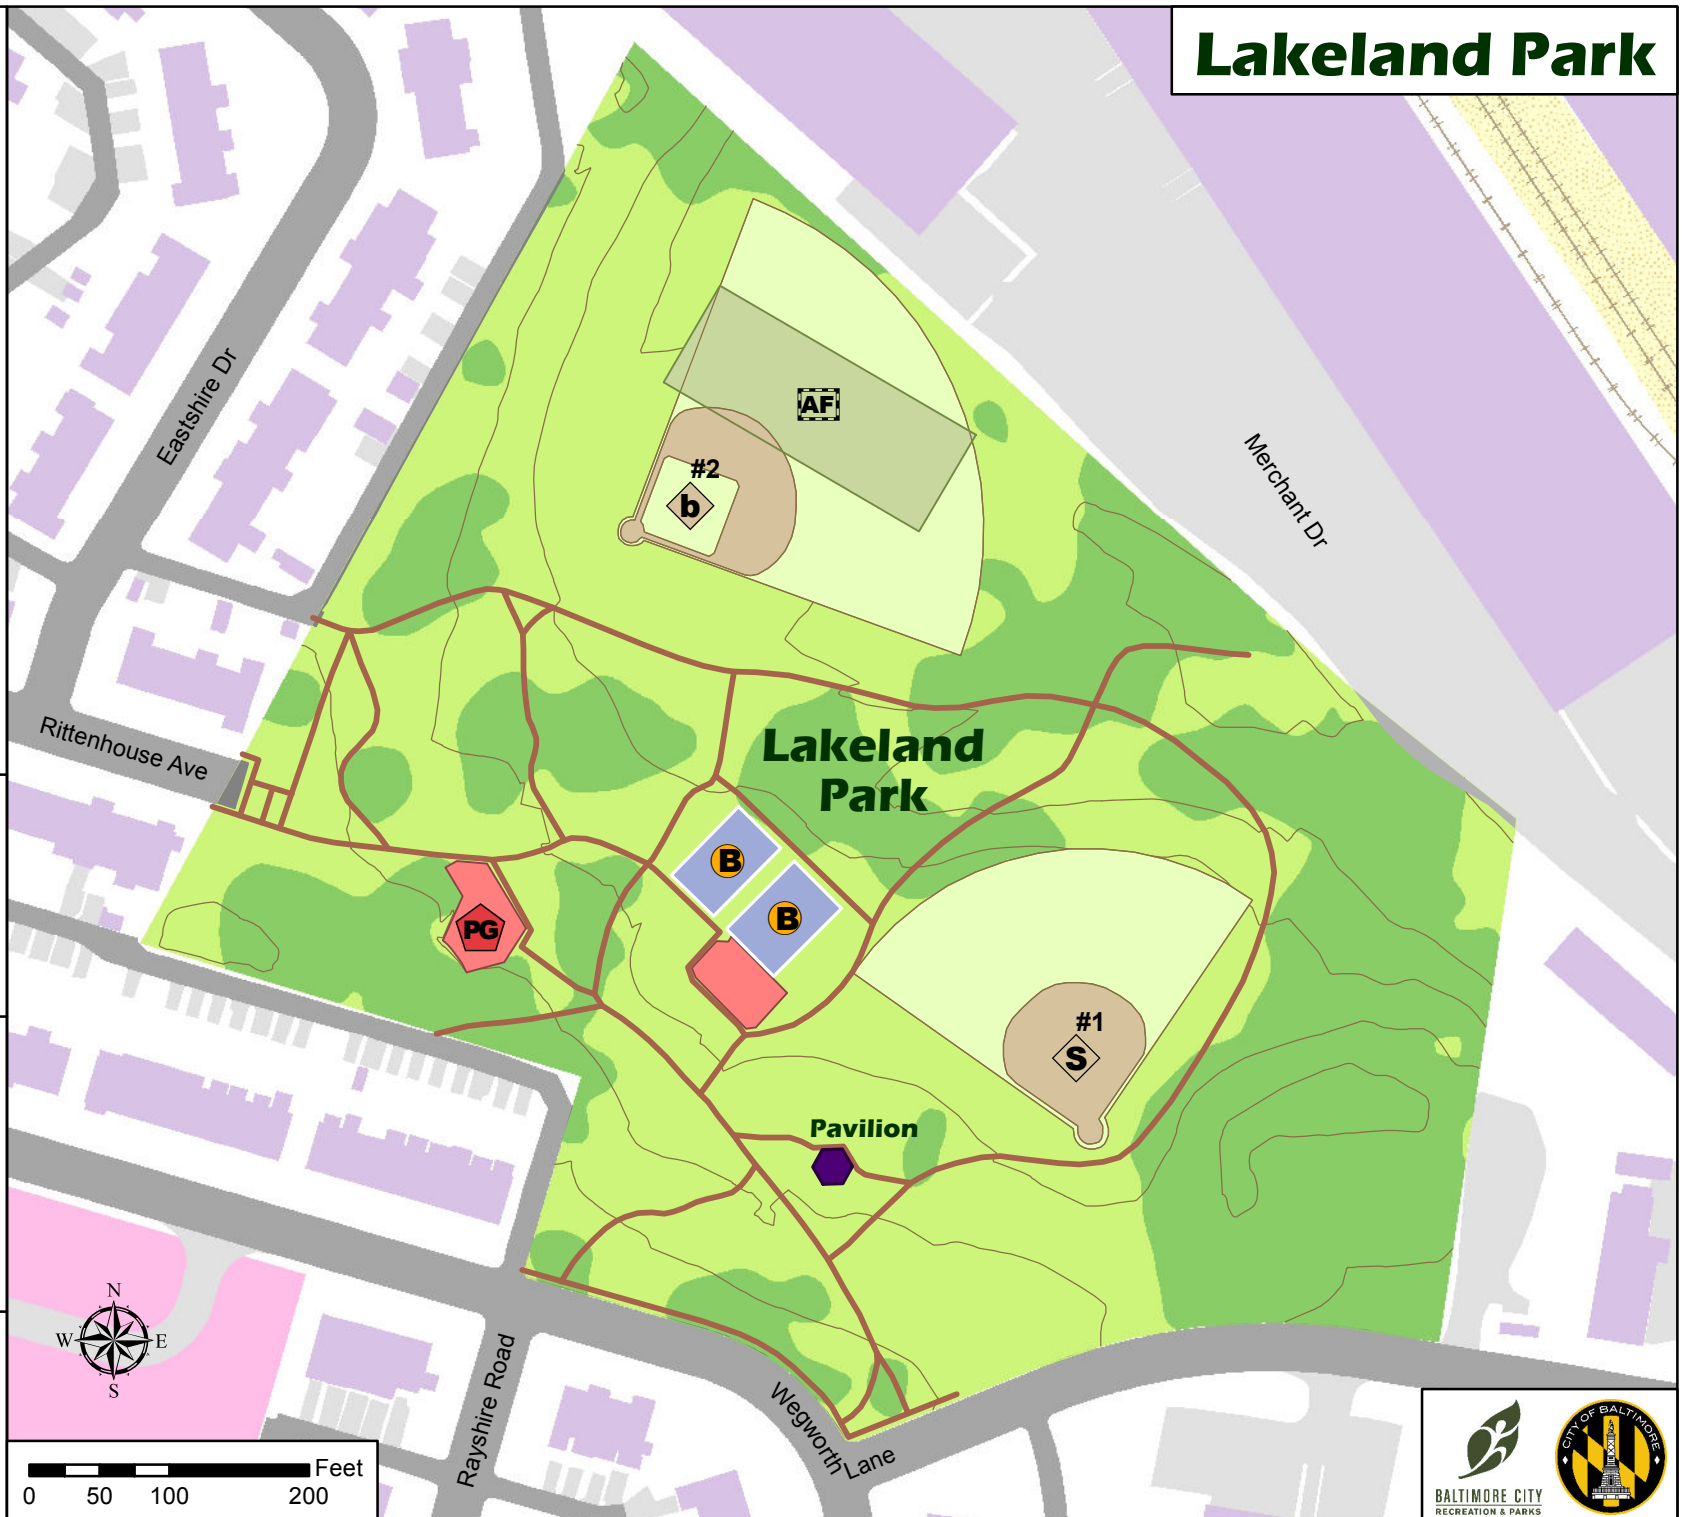 Lakeland Park
Eastshire Dr
AF
#2
b
Merchant Dr
Rittenhouse Ave
Lakeland
Park
B
B
PG
#1
S
Pavilion
N
W
E
S
Rayshire Road
Wegworth
Lane
Feet
0 50 100 200
BALTIMORE CITY
RECREATION & PARKS
CITY OF BALTIMORE